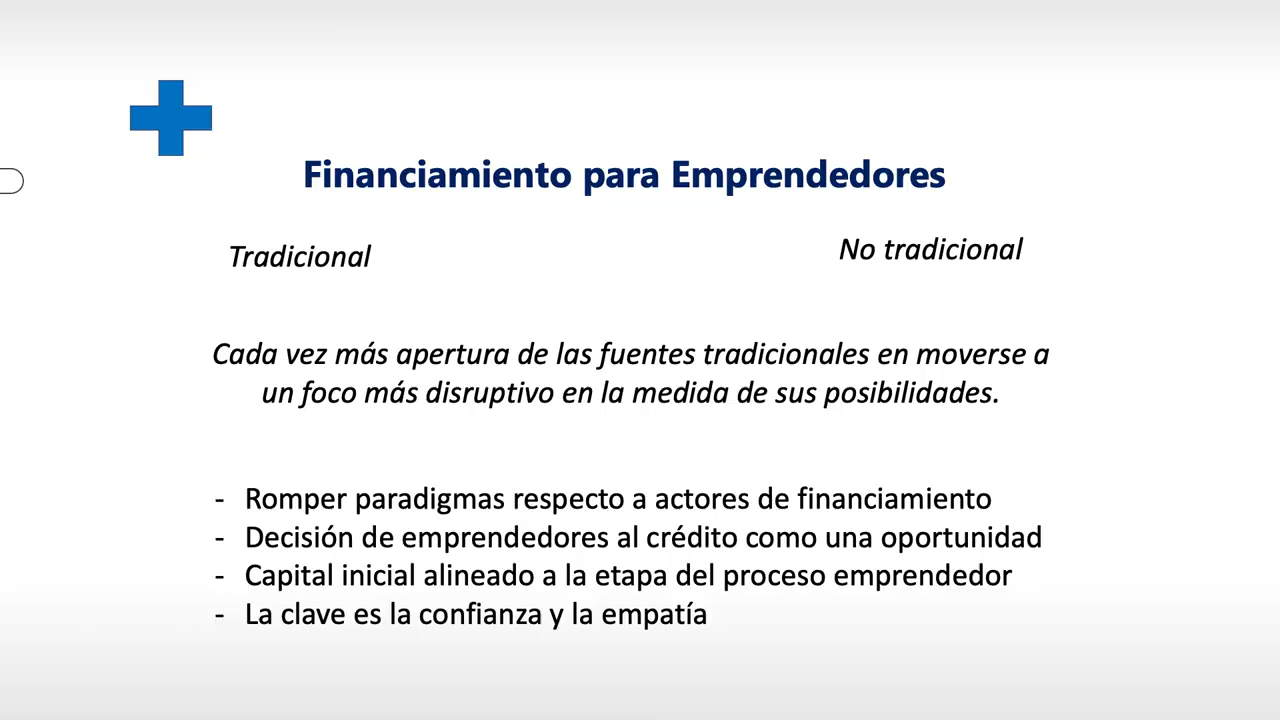 Financiamiento para Emprendedores
Tradicional
No tradicional
Cada vez más apertura de las fuentes tradicionales en moverse a
un foco más disruptivo en la medida de sus posibilidades.
- Romper paradigmas respecto a actores de financiamiento
- Decisión de emprendedores al crédito como una oportunidad
- Capital inicial alineado a la etapa del proceso emprendedor
- La clave es la confianza y la empatía